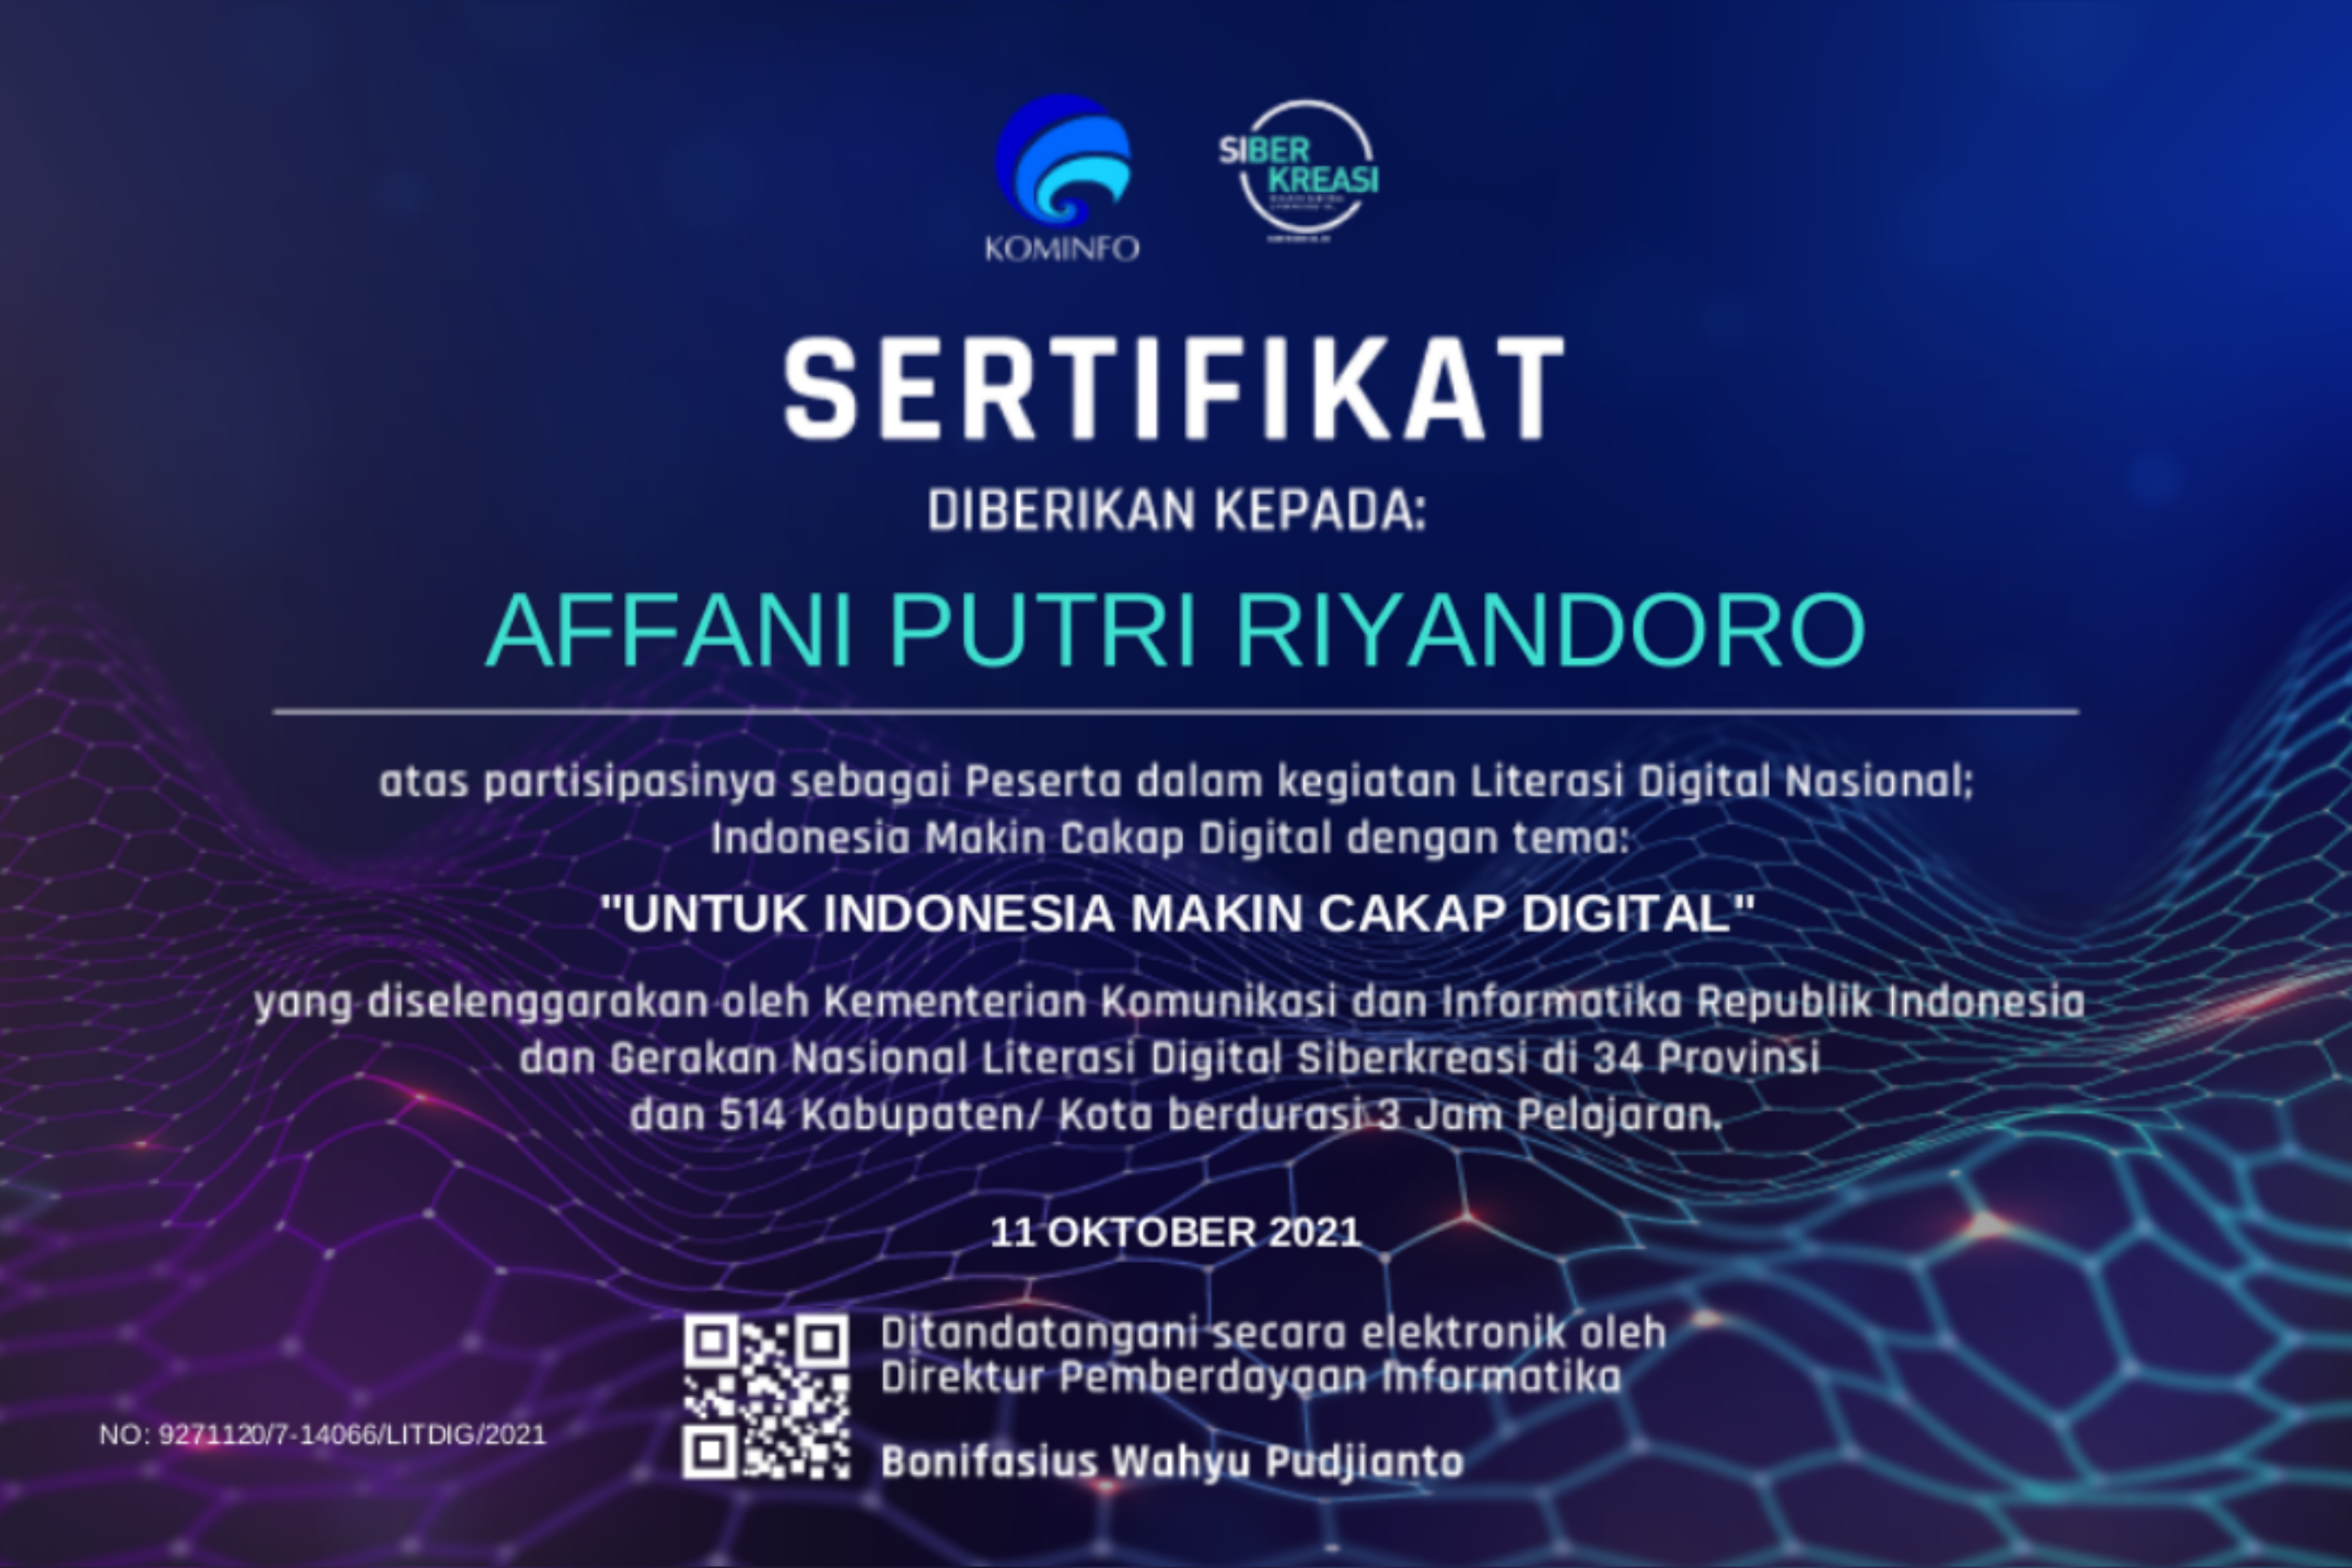 KOMINFO
SIBER
KREASI
SERTIFIKAT
DIBERIKAN KEPADA:
AFFANI PUTRI RIYANDORO
atas partisipasinya sebagai Peserta dalam kegiatan Literasi Digital Nasional;
Indonesia Makin Cakap Digital dengan tema:
"UNTUK INDONESIA MAKIN CAKAP DIGITAL"
yang diselenggarakan oleh Kementerian Komunikasi dan Informatika Republik Indonesia
dan Gerakan Nasional Literasi Digital Siberkreasi di 34 Provinsi
dan 514 Kabupaten/ Kota berdurasi 3 Jam Pelajaran.
11 OKTOBER 2021
Ditandatangani secara elektronik oleh
Direktur Pemberdayaan Informatika
Bonifasius Wahyu Pudjianto
NO: 9271120/7-14066/LITDIG/2021